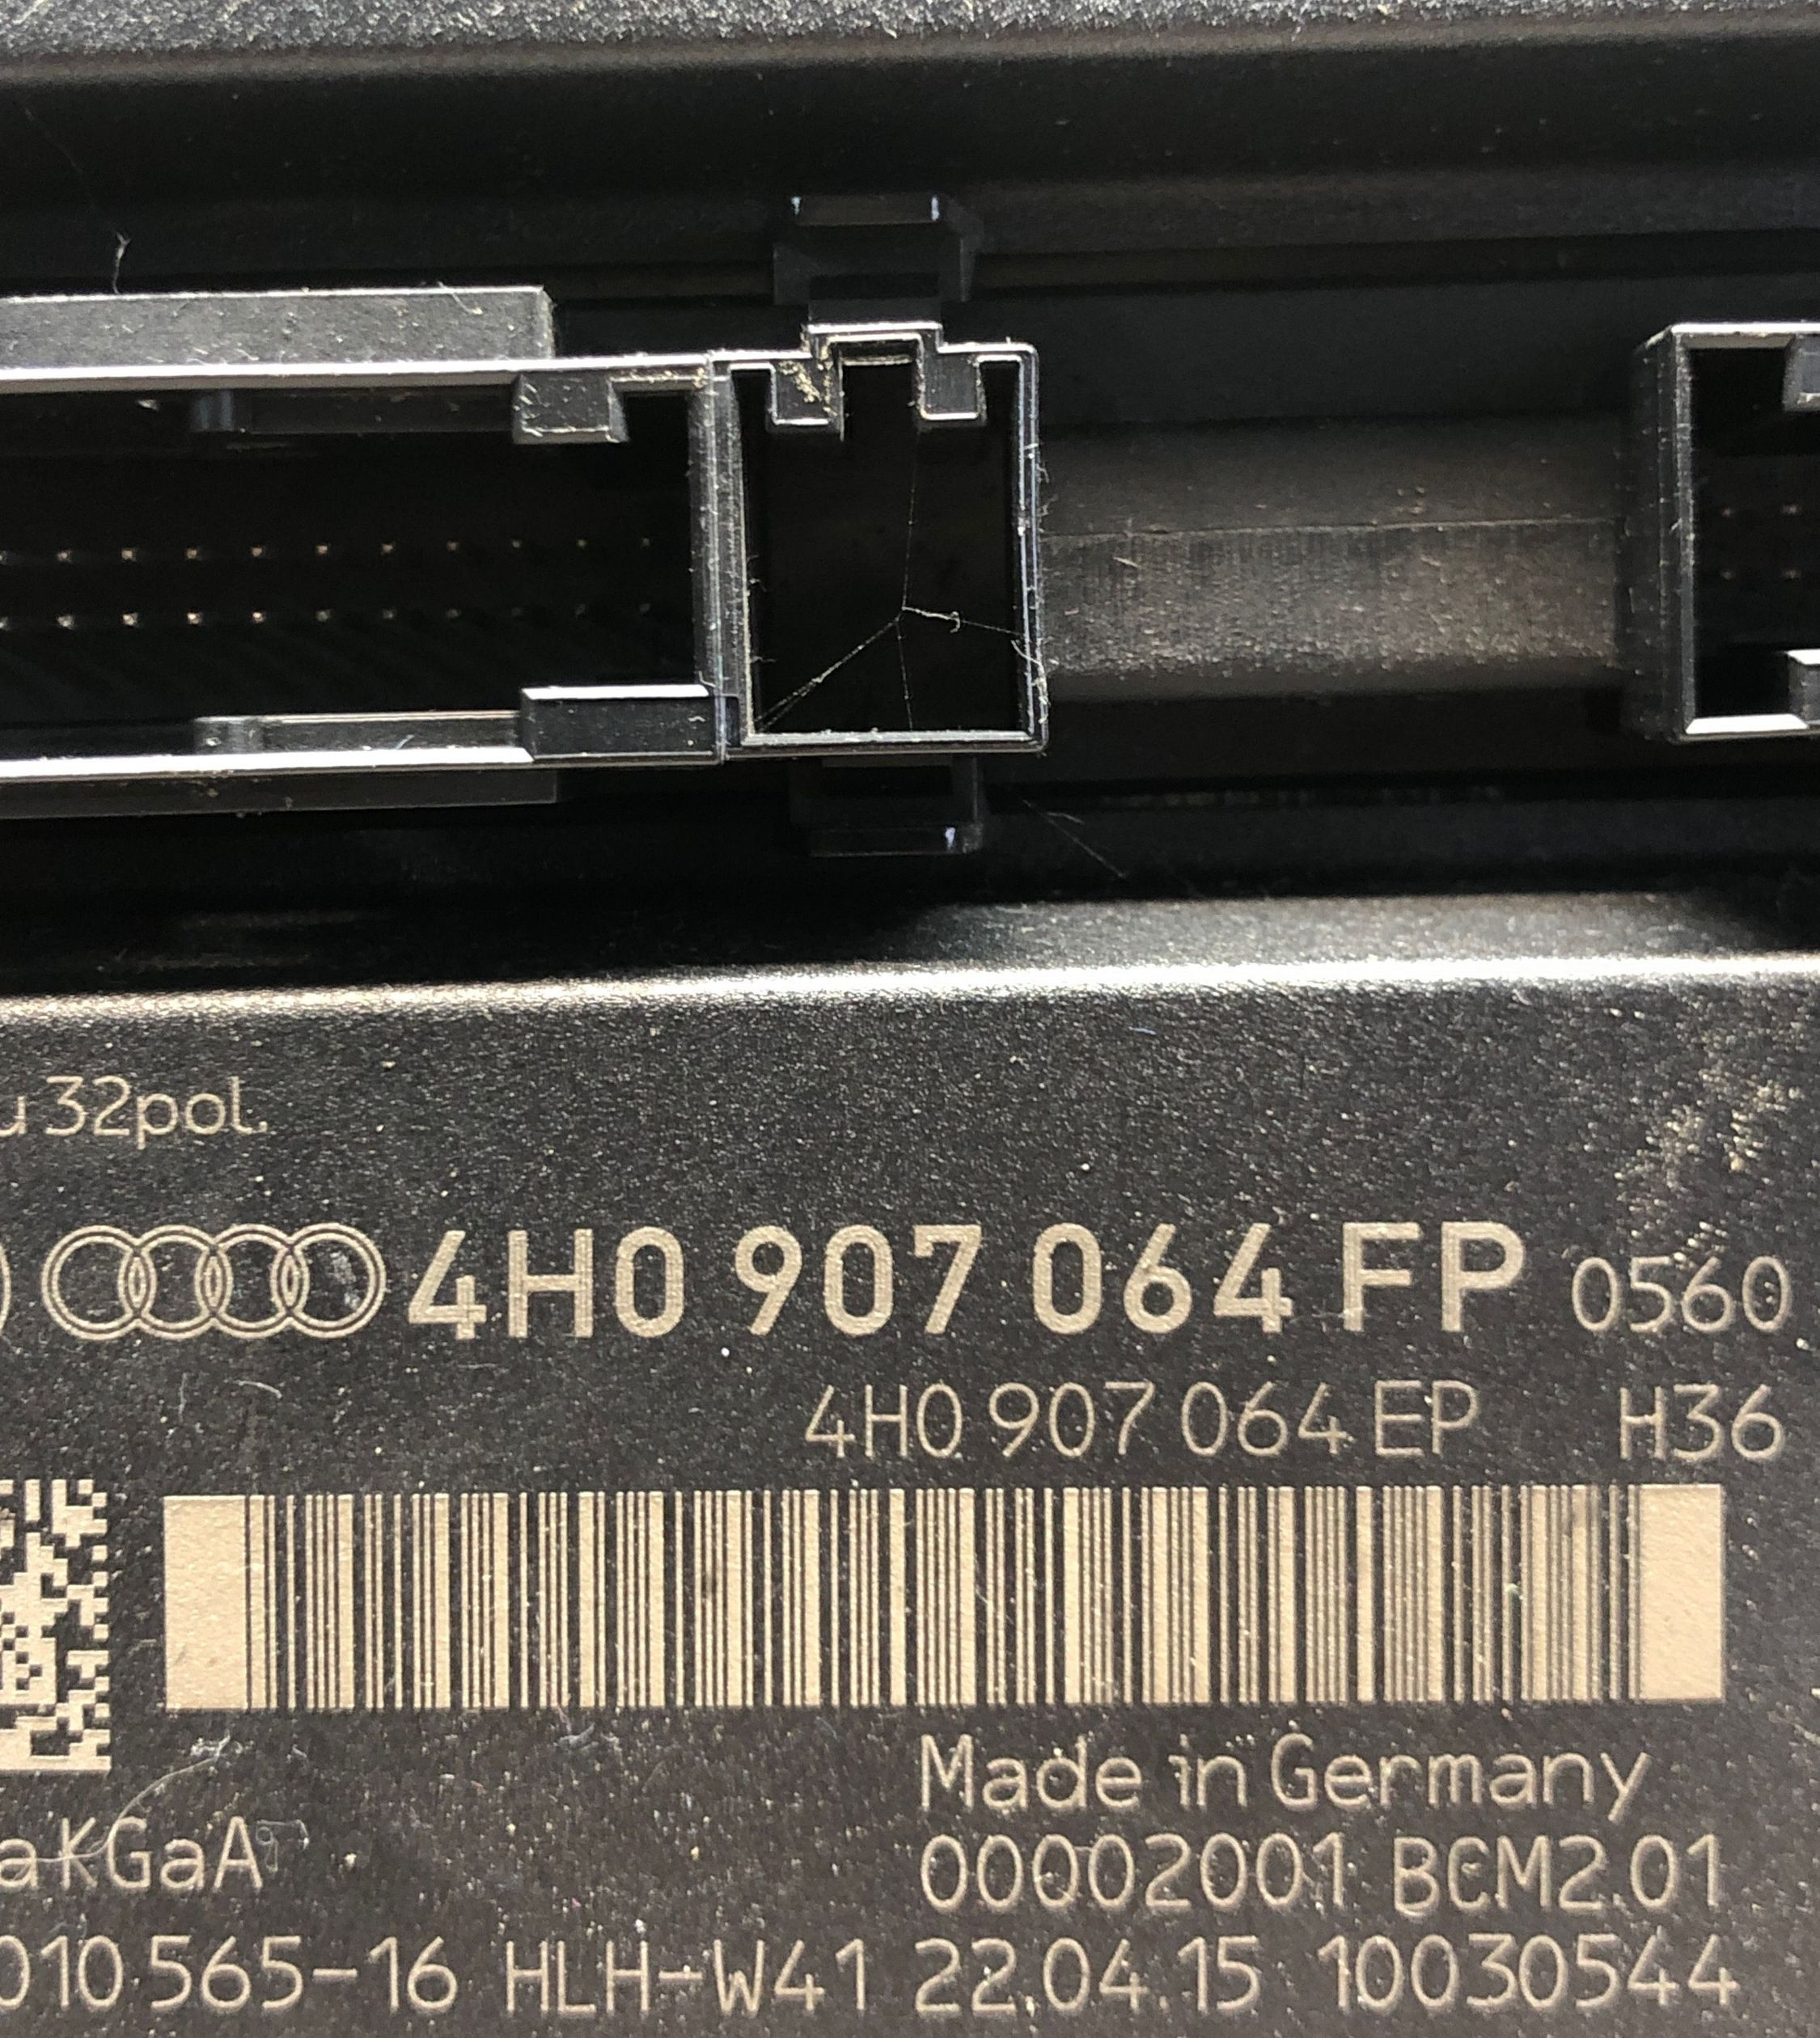 u 32pol.
4H0 907 064 FP 0560
4H0 907 064 EP H36
Made in Germany
a KGaA
00002001 BCM2.01
010.565-16 HLH-W41 22.04.15 10030544